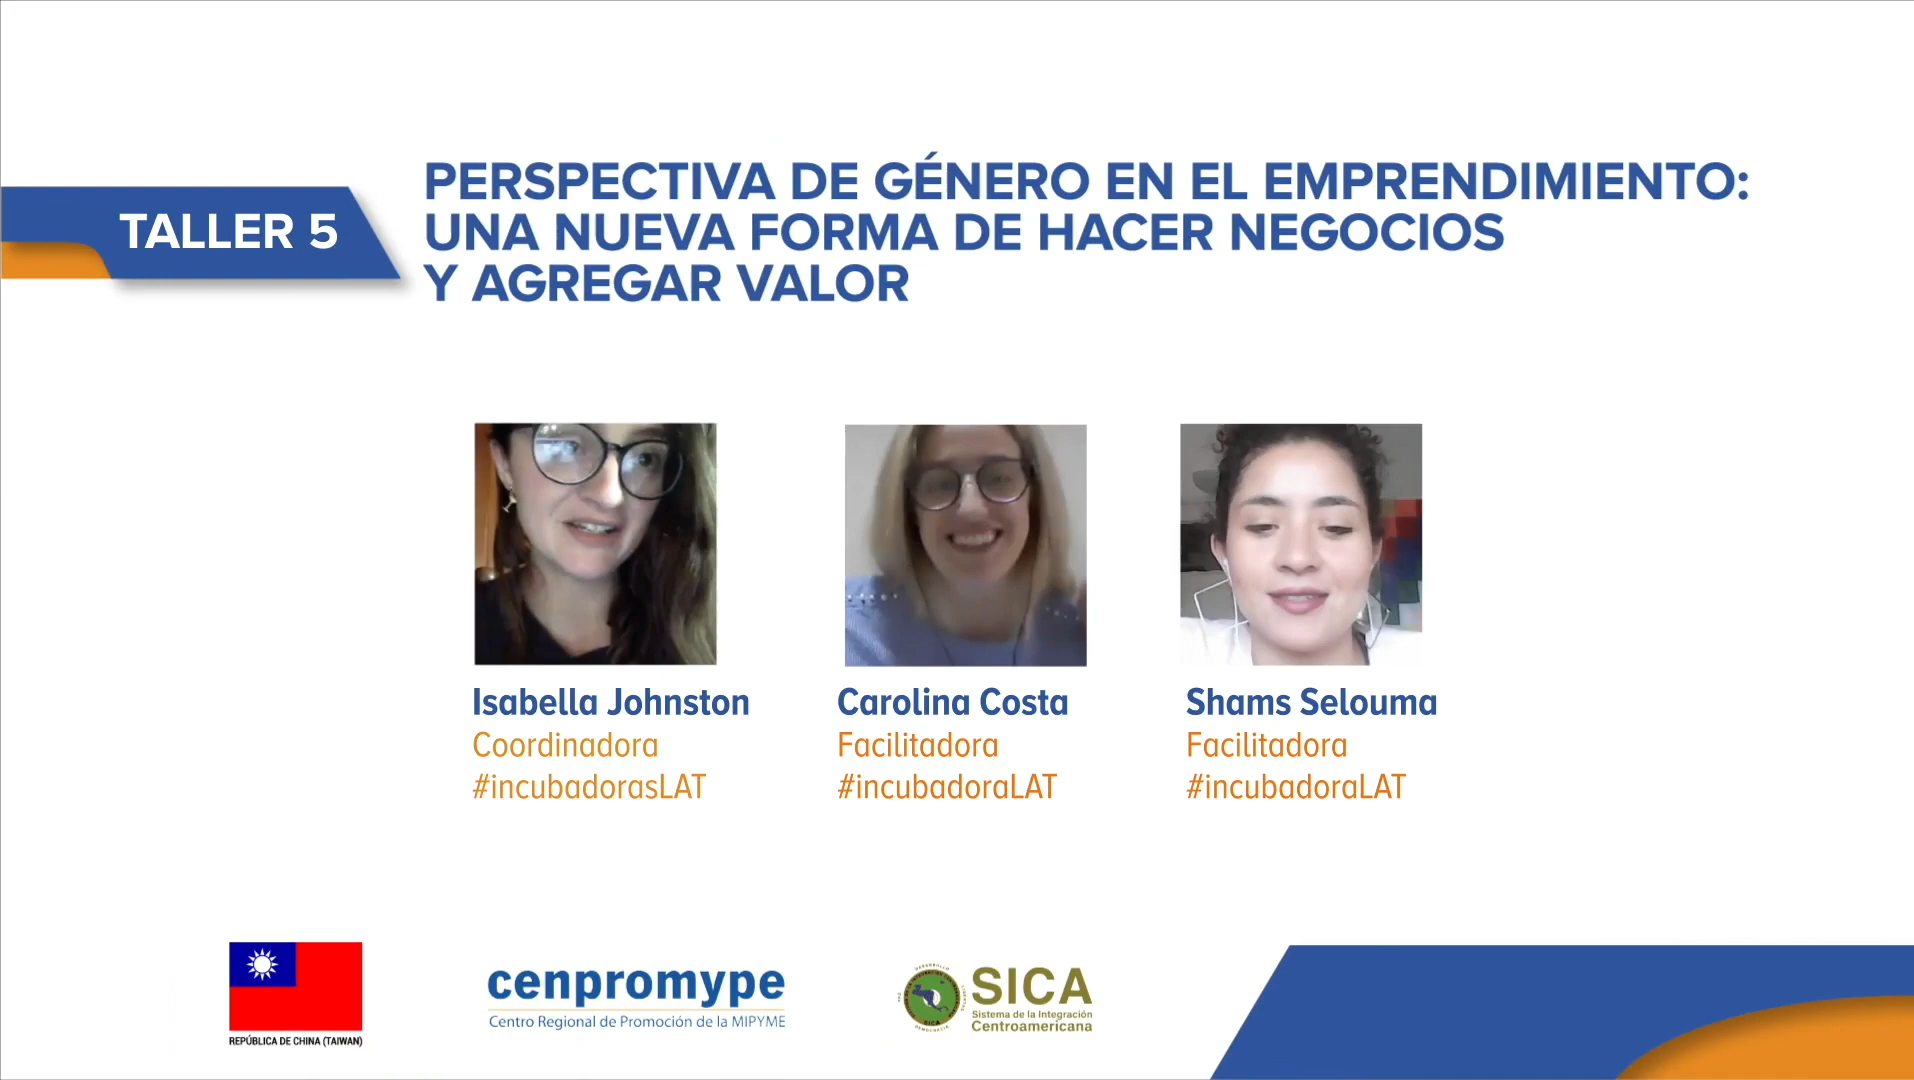 TALLER 5
PERSPECTIVA DE GÉNERO EN EL EMPRENDIMIENTO:
UNA NUEVA FORMA DE HACER NEGOCIOS
Y AGREGAR VALOR
Isabella Johnston
Coordinadora
#incubadorasLAT
Carolina Costa
Facilitadora
#incubadoraLAT
Shams Selouma
Facilitadora
#incubadoraLAT
REPÚBLICA DE CHINA (TAIWAN)
cenpromype
Centro Regional de Promoción de la MIPYME
SICA
SICA
Sistema de la Integración
Centroamericana